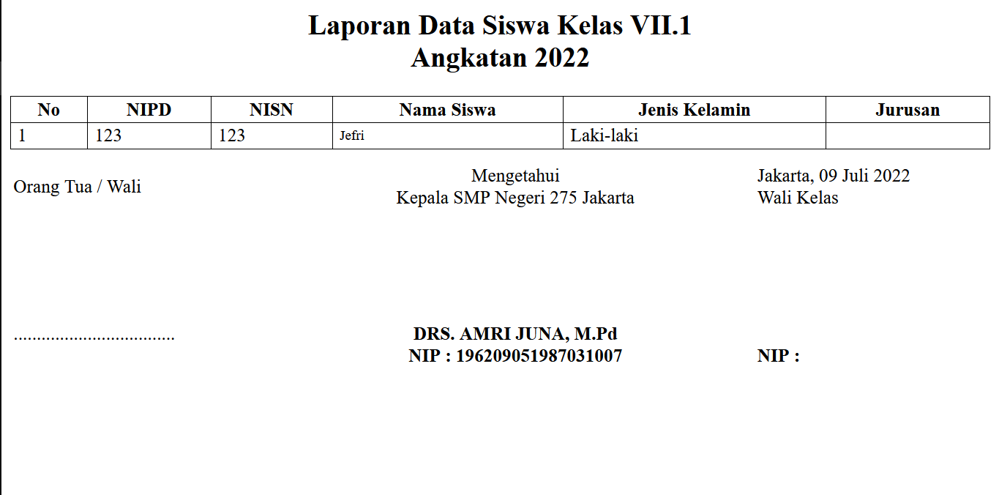 Laporan Data Siswa Kelas VII.1
Angkatan 2022
No NIPD NISN Nama Siswa Jenis Kelamin Jurusan
1 123 123 Jefri Laki-laki
Orang Tua / Wali
Mengetahui
Kepala SMP Negeri 275 Jakarta
Jakarta, 09 Juli 2022
Wali Kelas
...................................
DRS. AMRI JUNA, M.Pd
NIP : 196209051987031007
NIP :